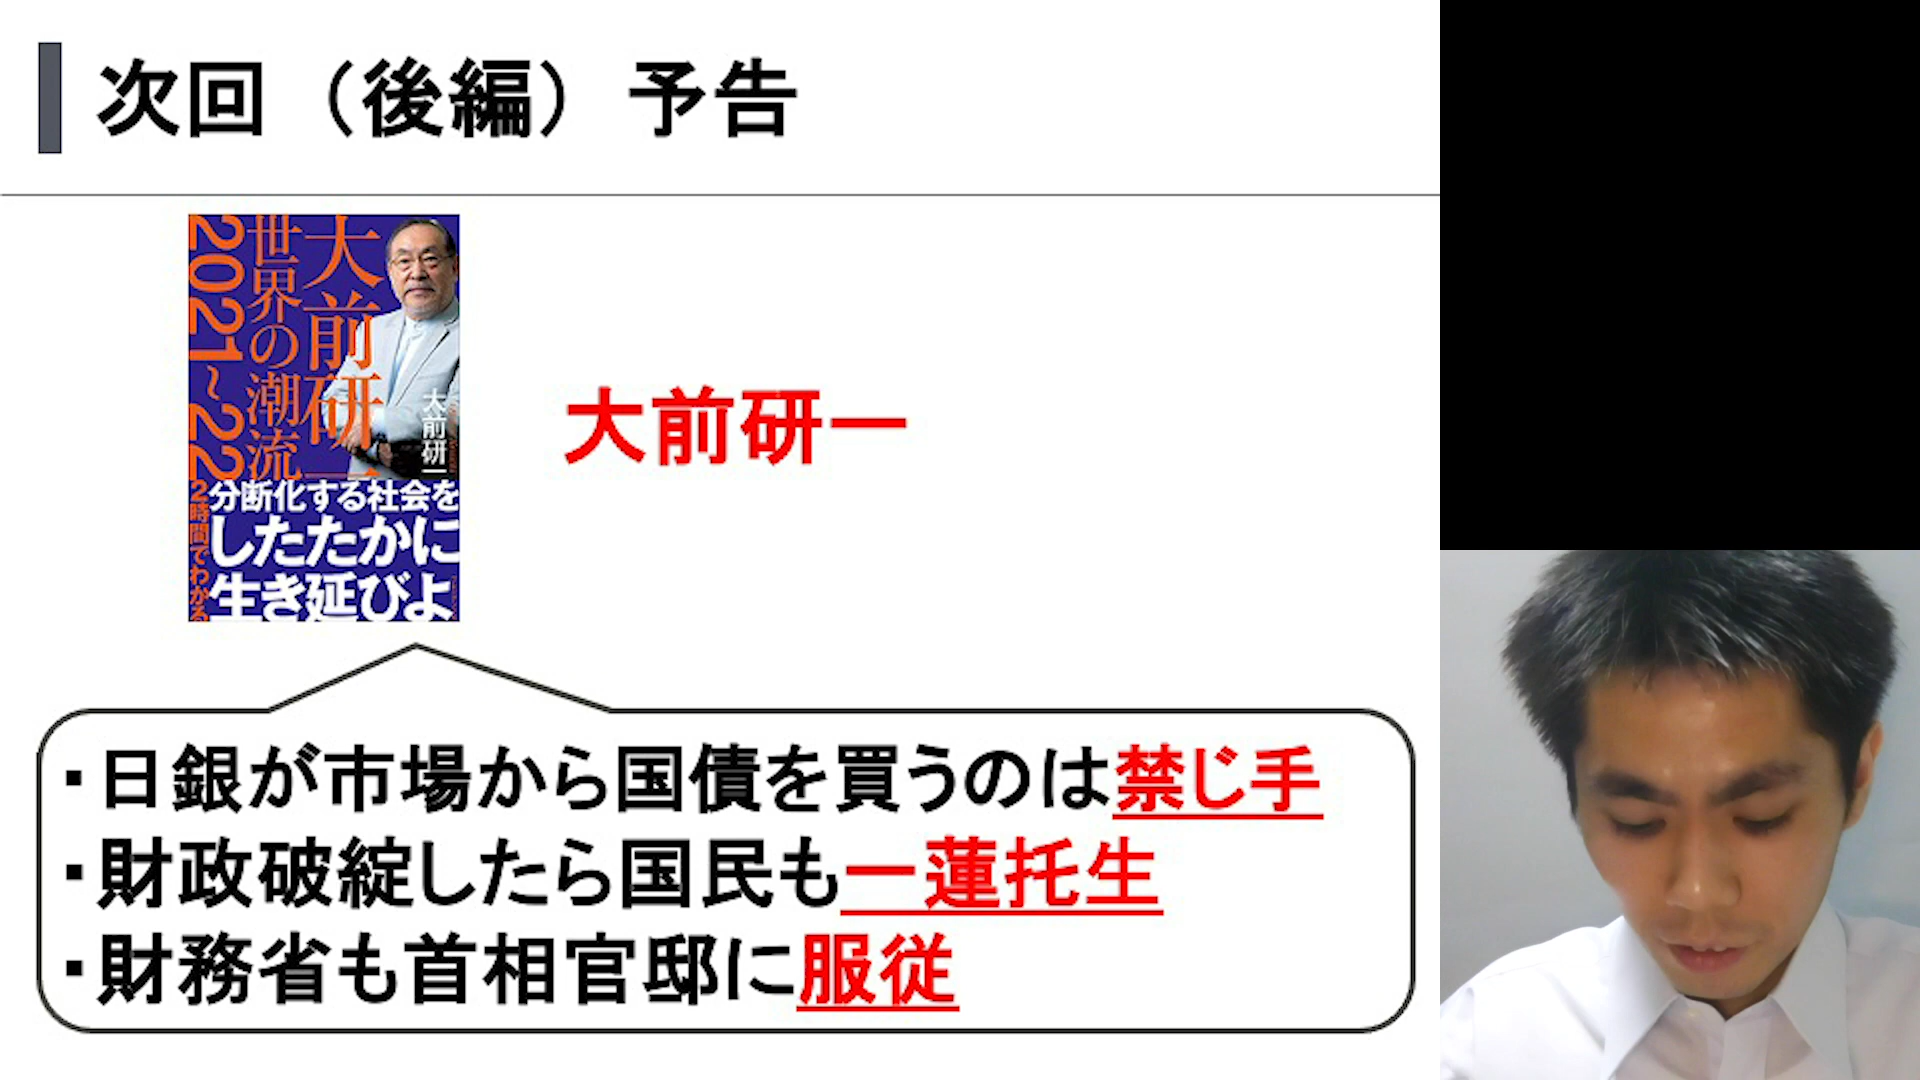 次回（後編）予告
大前研一
世界の潮流
2021~22
大前研一
2時間でわかる
分断化する社会を
したたかに
生き延びよ
大前研一
・日銀が市場から国債を買うのは禁じ手
・財政破綻したら国民も一蓮托生
・財務省も首相官邸に服従